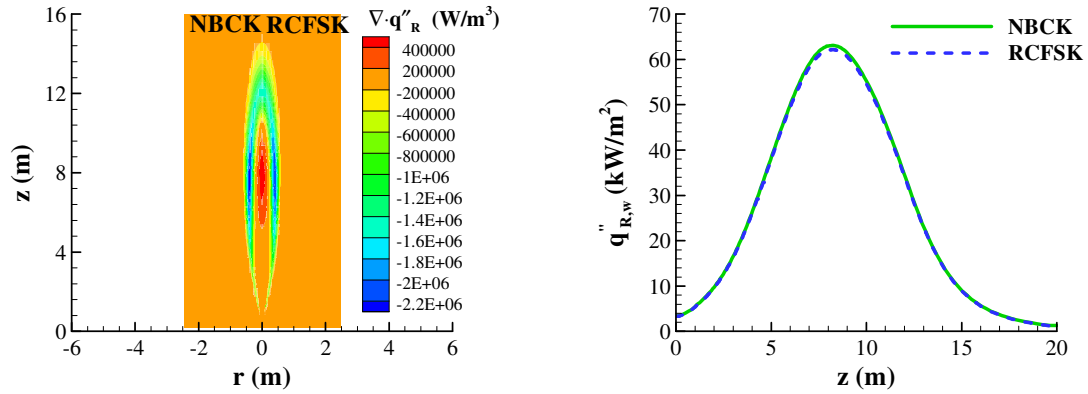 NBCK RCFSK
∇·q″R (W/m³)
400000
200000
-200000
-400000
-600000
-800000
-1E+06
-1.2E+06
-1.4E+06
-1.6E+06
-1.8E+06
-2E+06
-2.2E+06
16
12
8
4
0
z (m)
-6 -4 -2 0 2 4 6
r (m)
NBCK
RCFSK
70
60
50
40
30
20
10
0
q"R,w (kW/m²)
0 5 10 15 20
z (m)